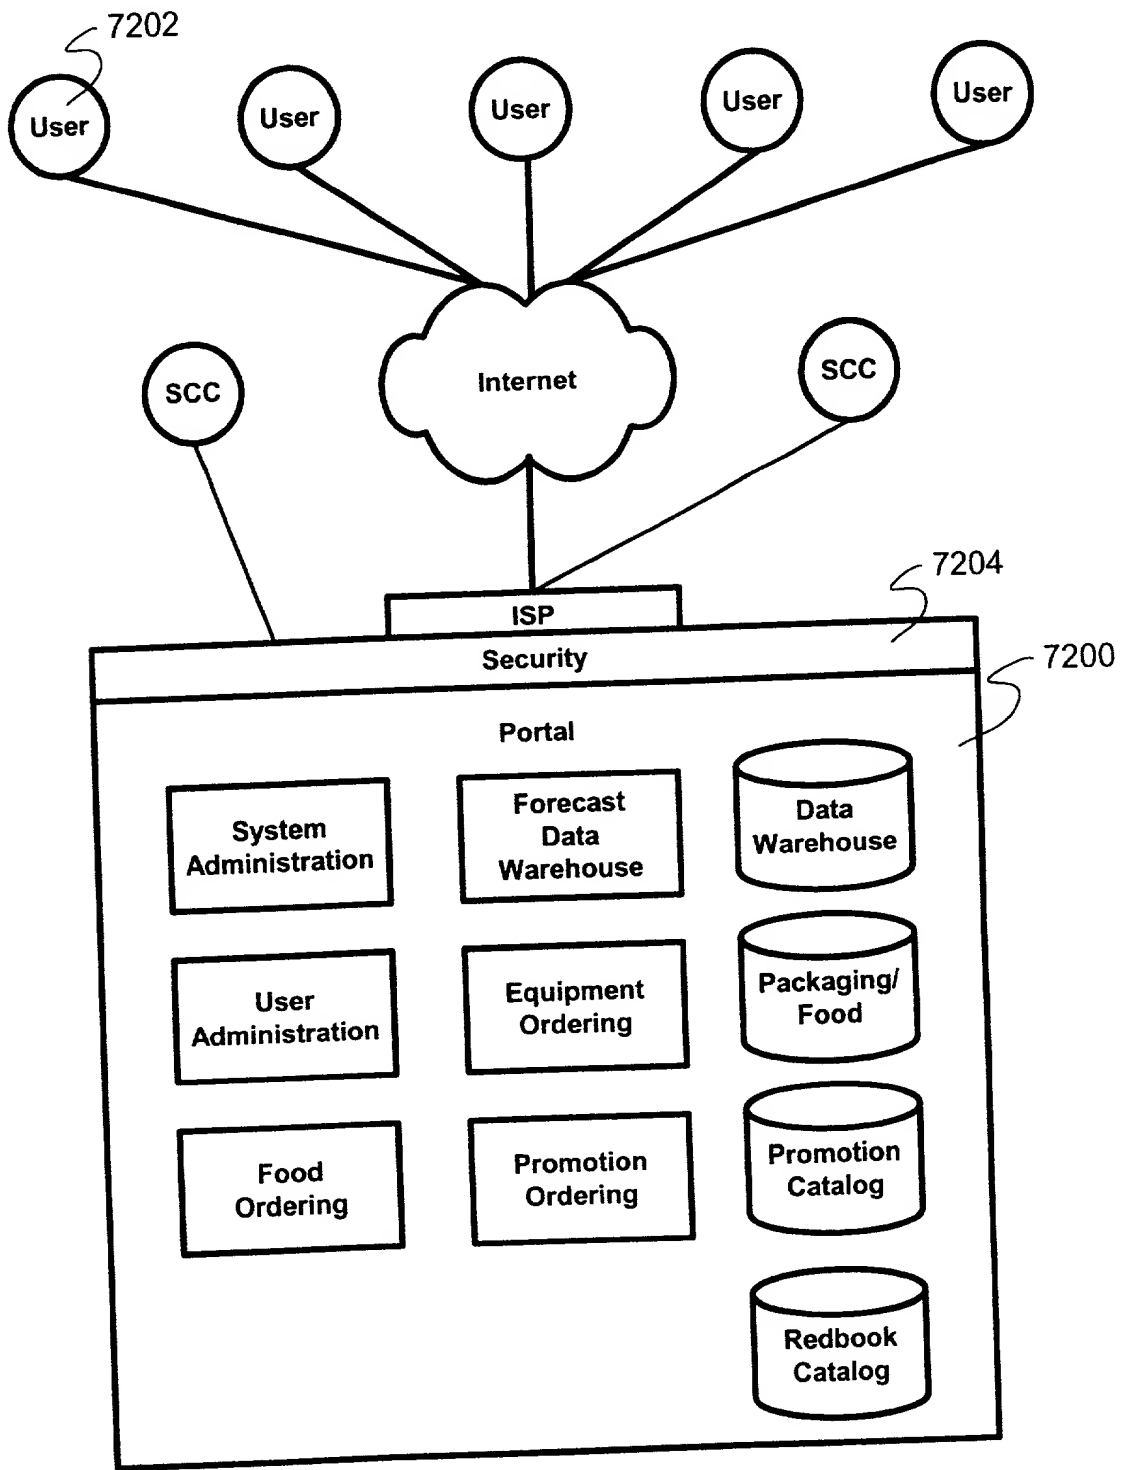 7202
User
User
User
User
User
Internet
SCC
SCC
7204
ISP
Security
7200
Portal
System
Administration
Forecast
Data
Warehouse
Data
Warehouse
User
Administration
Equipment
Ordering
Packaging/
Food
Food
Ordering
Promotion
Ordering
Promotion
Catalog
Redbook
Catalog